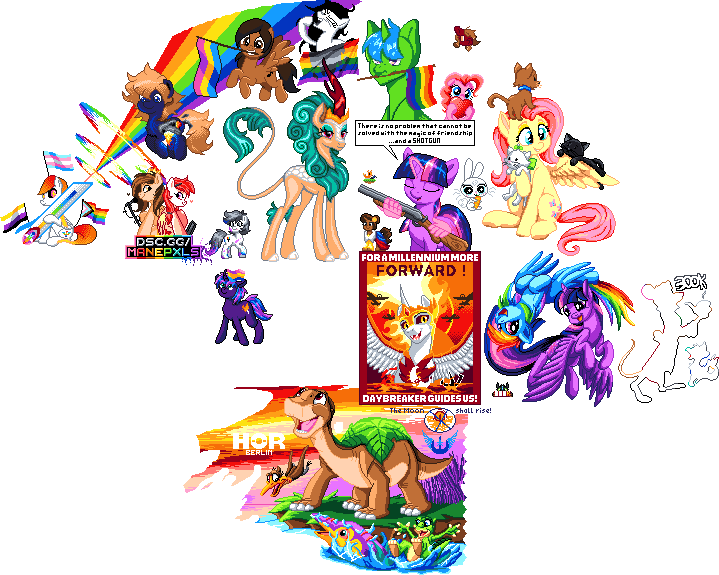 There is no problem that cannot be
solved with the magic of friendship
...and a SHOTGUN
DSC.GG/
MANEPXLS
FOR A MILLENNIUM MORE
FORWARD!
DAYBREAKER GUIDES US!
The Moon shall rise!
HÖR
BERLIN